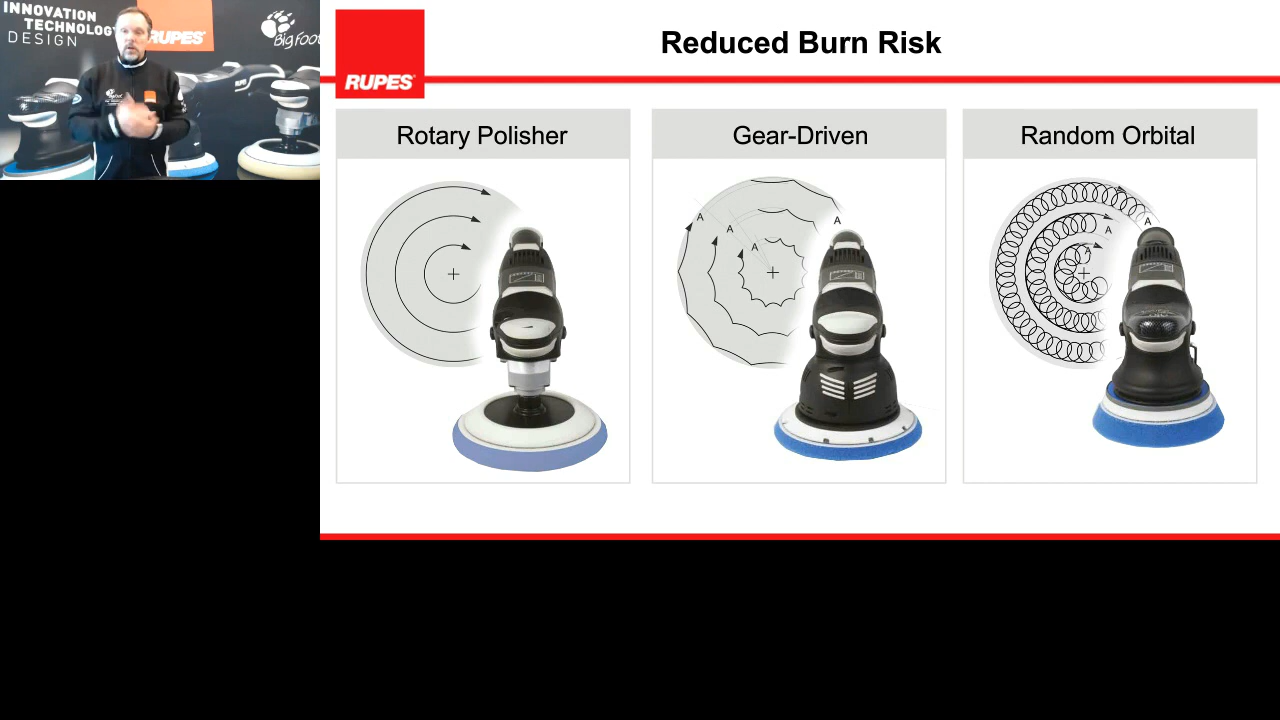 INNOVATION
TECHNOLOGY
DESIGN
RUPES
BigFoot
RUPES
Reduced Burn Risk
Rotary Polisher
Gear-Driven
Random Orbital
A
A
A
A
A
A